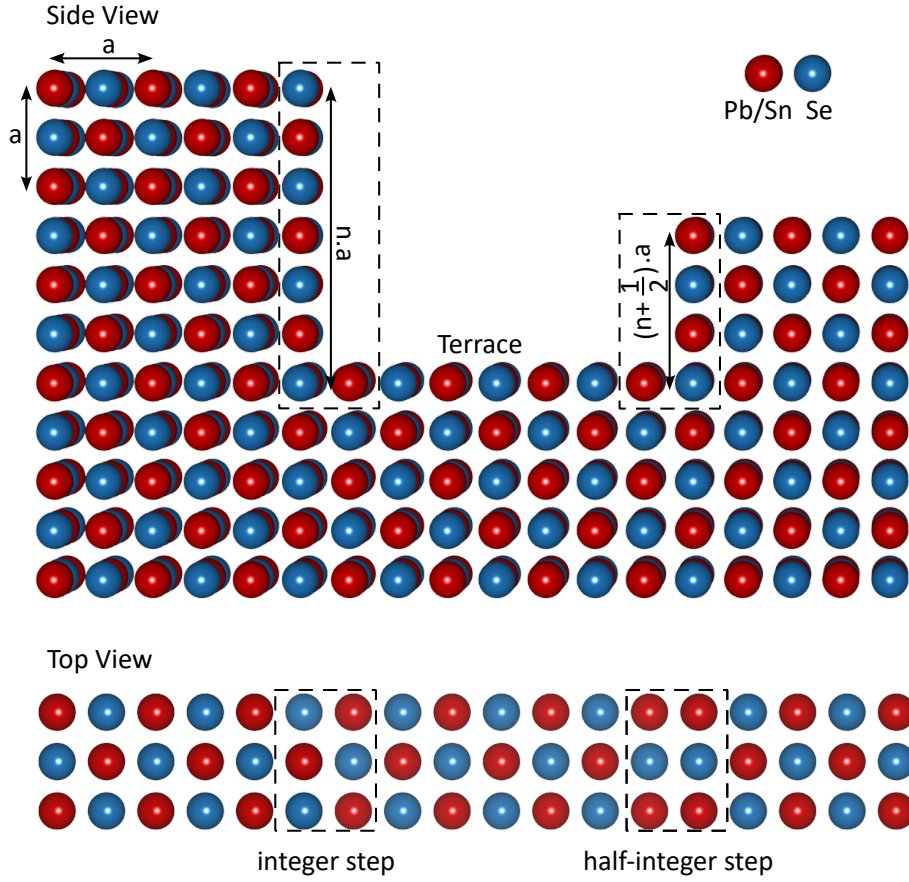 Side View
a
a
n.a
Pb/Sn Se
(n+ 1/2).a
Terrace
Top View
integer step
half-integer step